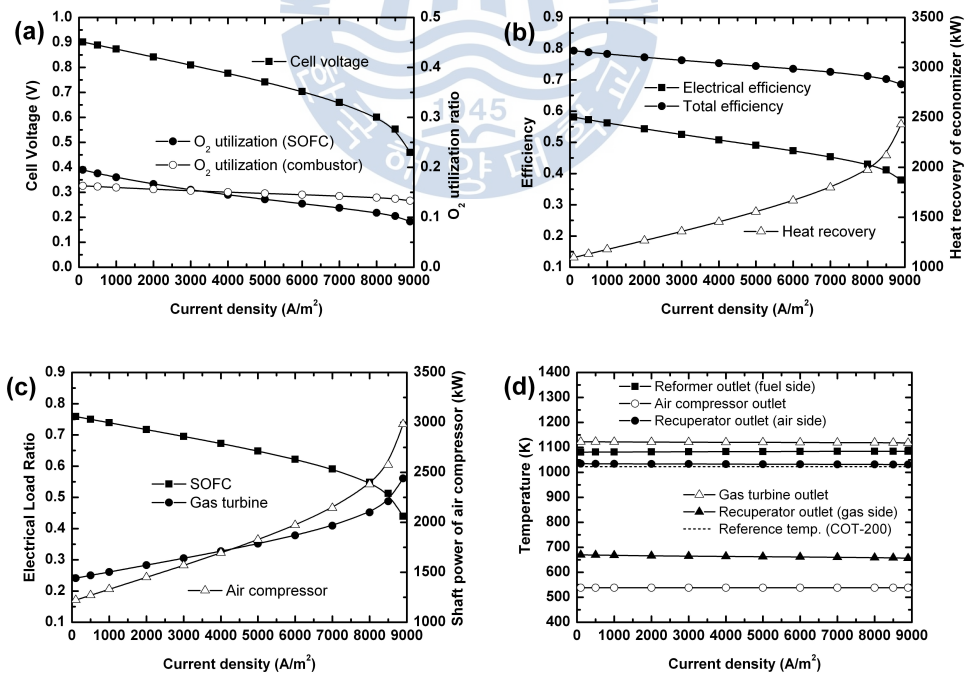 (a)
Cell Voltage (V)
1.0
0.9
0.8
0.7
0.6
0.5
0.4
0.3
0.2
0.1
0.0
Cell voltage
O2 utilization (SOFC)
O2 utilization (combustor)
0.5
0.4
0.3
0.2
0.1
0.0
O2 utilization ratio
0 1000 2000 3000 4000 5000 6000 7000 8000 9000
Current density (A/m²)
1945
(b)
Efficiency
0.9
0.8
0.7
0.6
0.5
0.4
0.3
0.2
0.1
Electrical efficiency
Total efficiency
Heat recovery
3500
3000
2500
2000
1500
1000
Heat recovery of economizer (kW)
0 1000 2000 3000 4000 5000 6000 7000 8000 9000
Current density (A/m²)
(c)
Electrical Load Ratio
0.9
0.8
0.7
0.6
0.5
0.4
0.3
0.2
0.1
SOFC
Gas turbine
Air compressor
3500
3000
2500
2000
1500
1000
Shaft power of air compressor (kW)
0 1000 2000 3000 4000 5000 6000 7000 8000 9000
Current density (A/m²)
(d)
Temperature (K)
1400
1300
1200
1100
1000
900
800
700
600
500
400
Reformer outlet (fuel side)
Air compressor outlet
Recuperator outlet (air side)
Gas turbine outlet
Recuperator outlet (gas side)
Reference temp. (COT-200)
0 1000 2000 3000 4000 5000 6000 7000 8000 9000
Current density (A/m²)